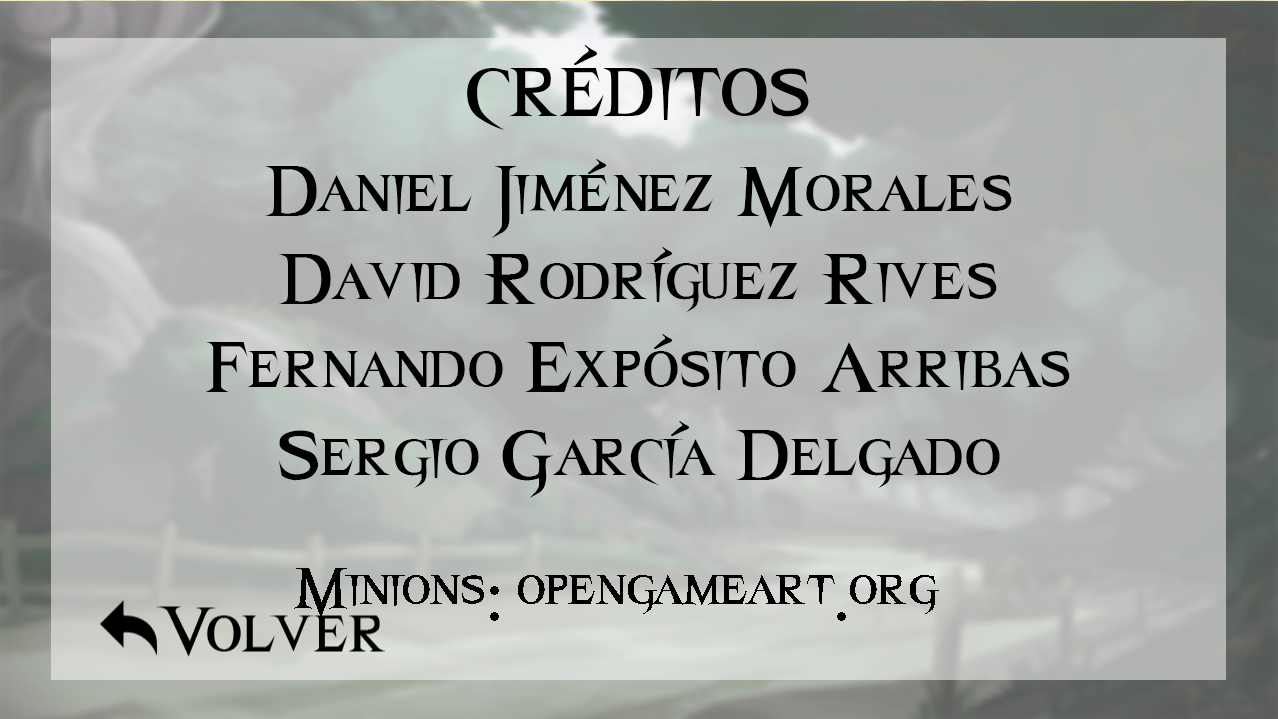 CRÉDITOS
DANIEL JIMÉNEZ MORALES
DAVID RODRÍGUEZ RIVES
FERNANDO EXPÓSITO ARRIBAS
SERGIO GARCÍA DELGADO
MINIONS: OPENGAMEART.ORG
VOLVER